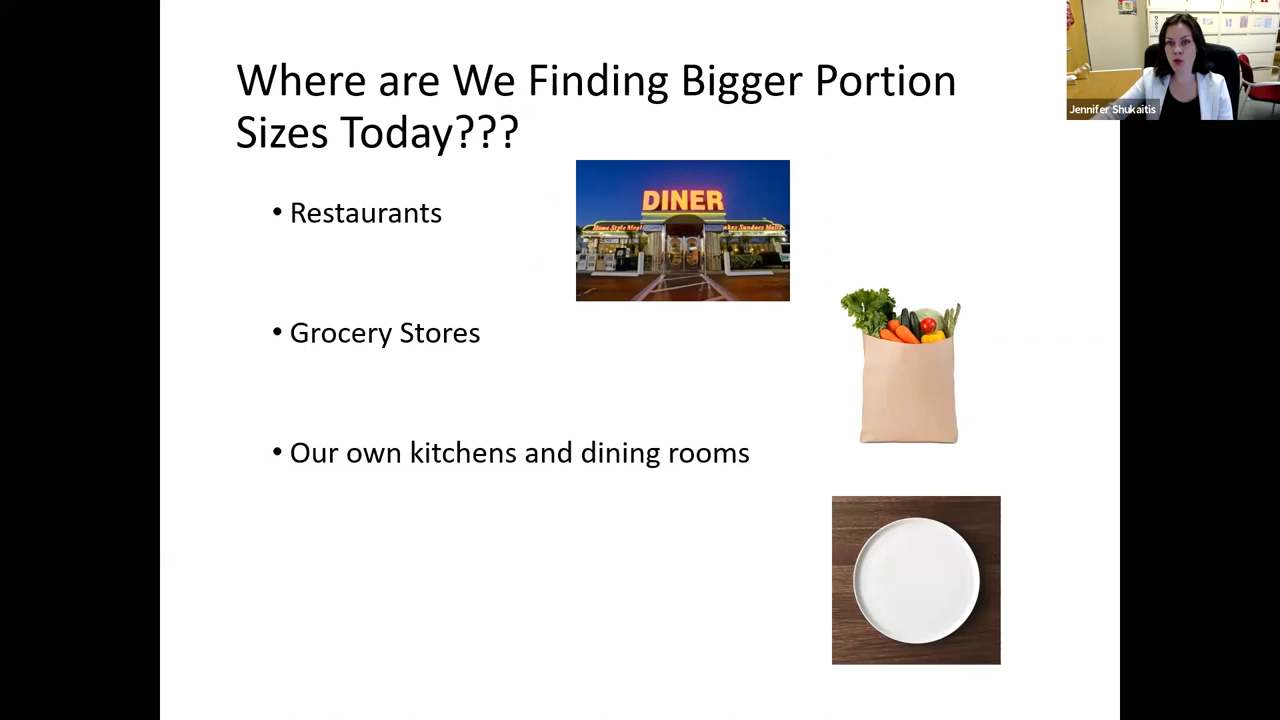 Where are We Finding Bigger Portion
Sizes Today???
• Restaurants
DINER
• Grocery Stores
• Our own kitchens and dining rooms
Jennifer Shukaitis